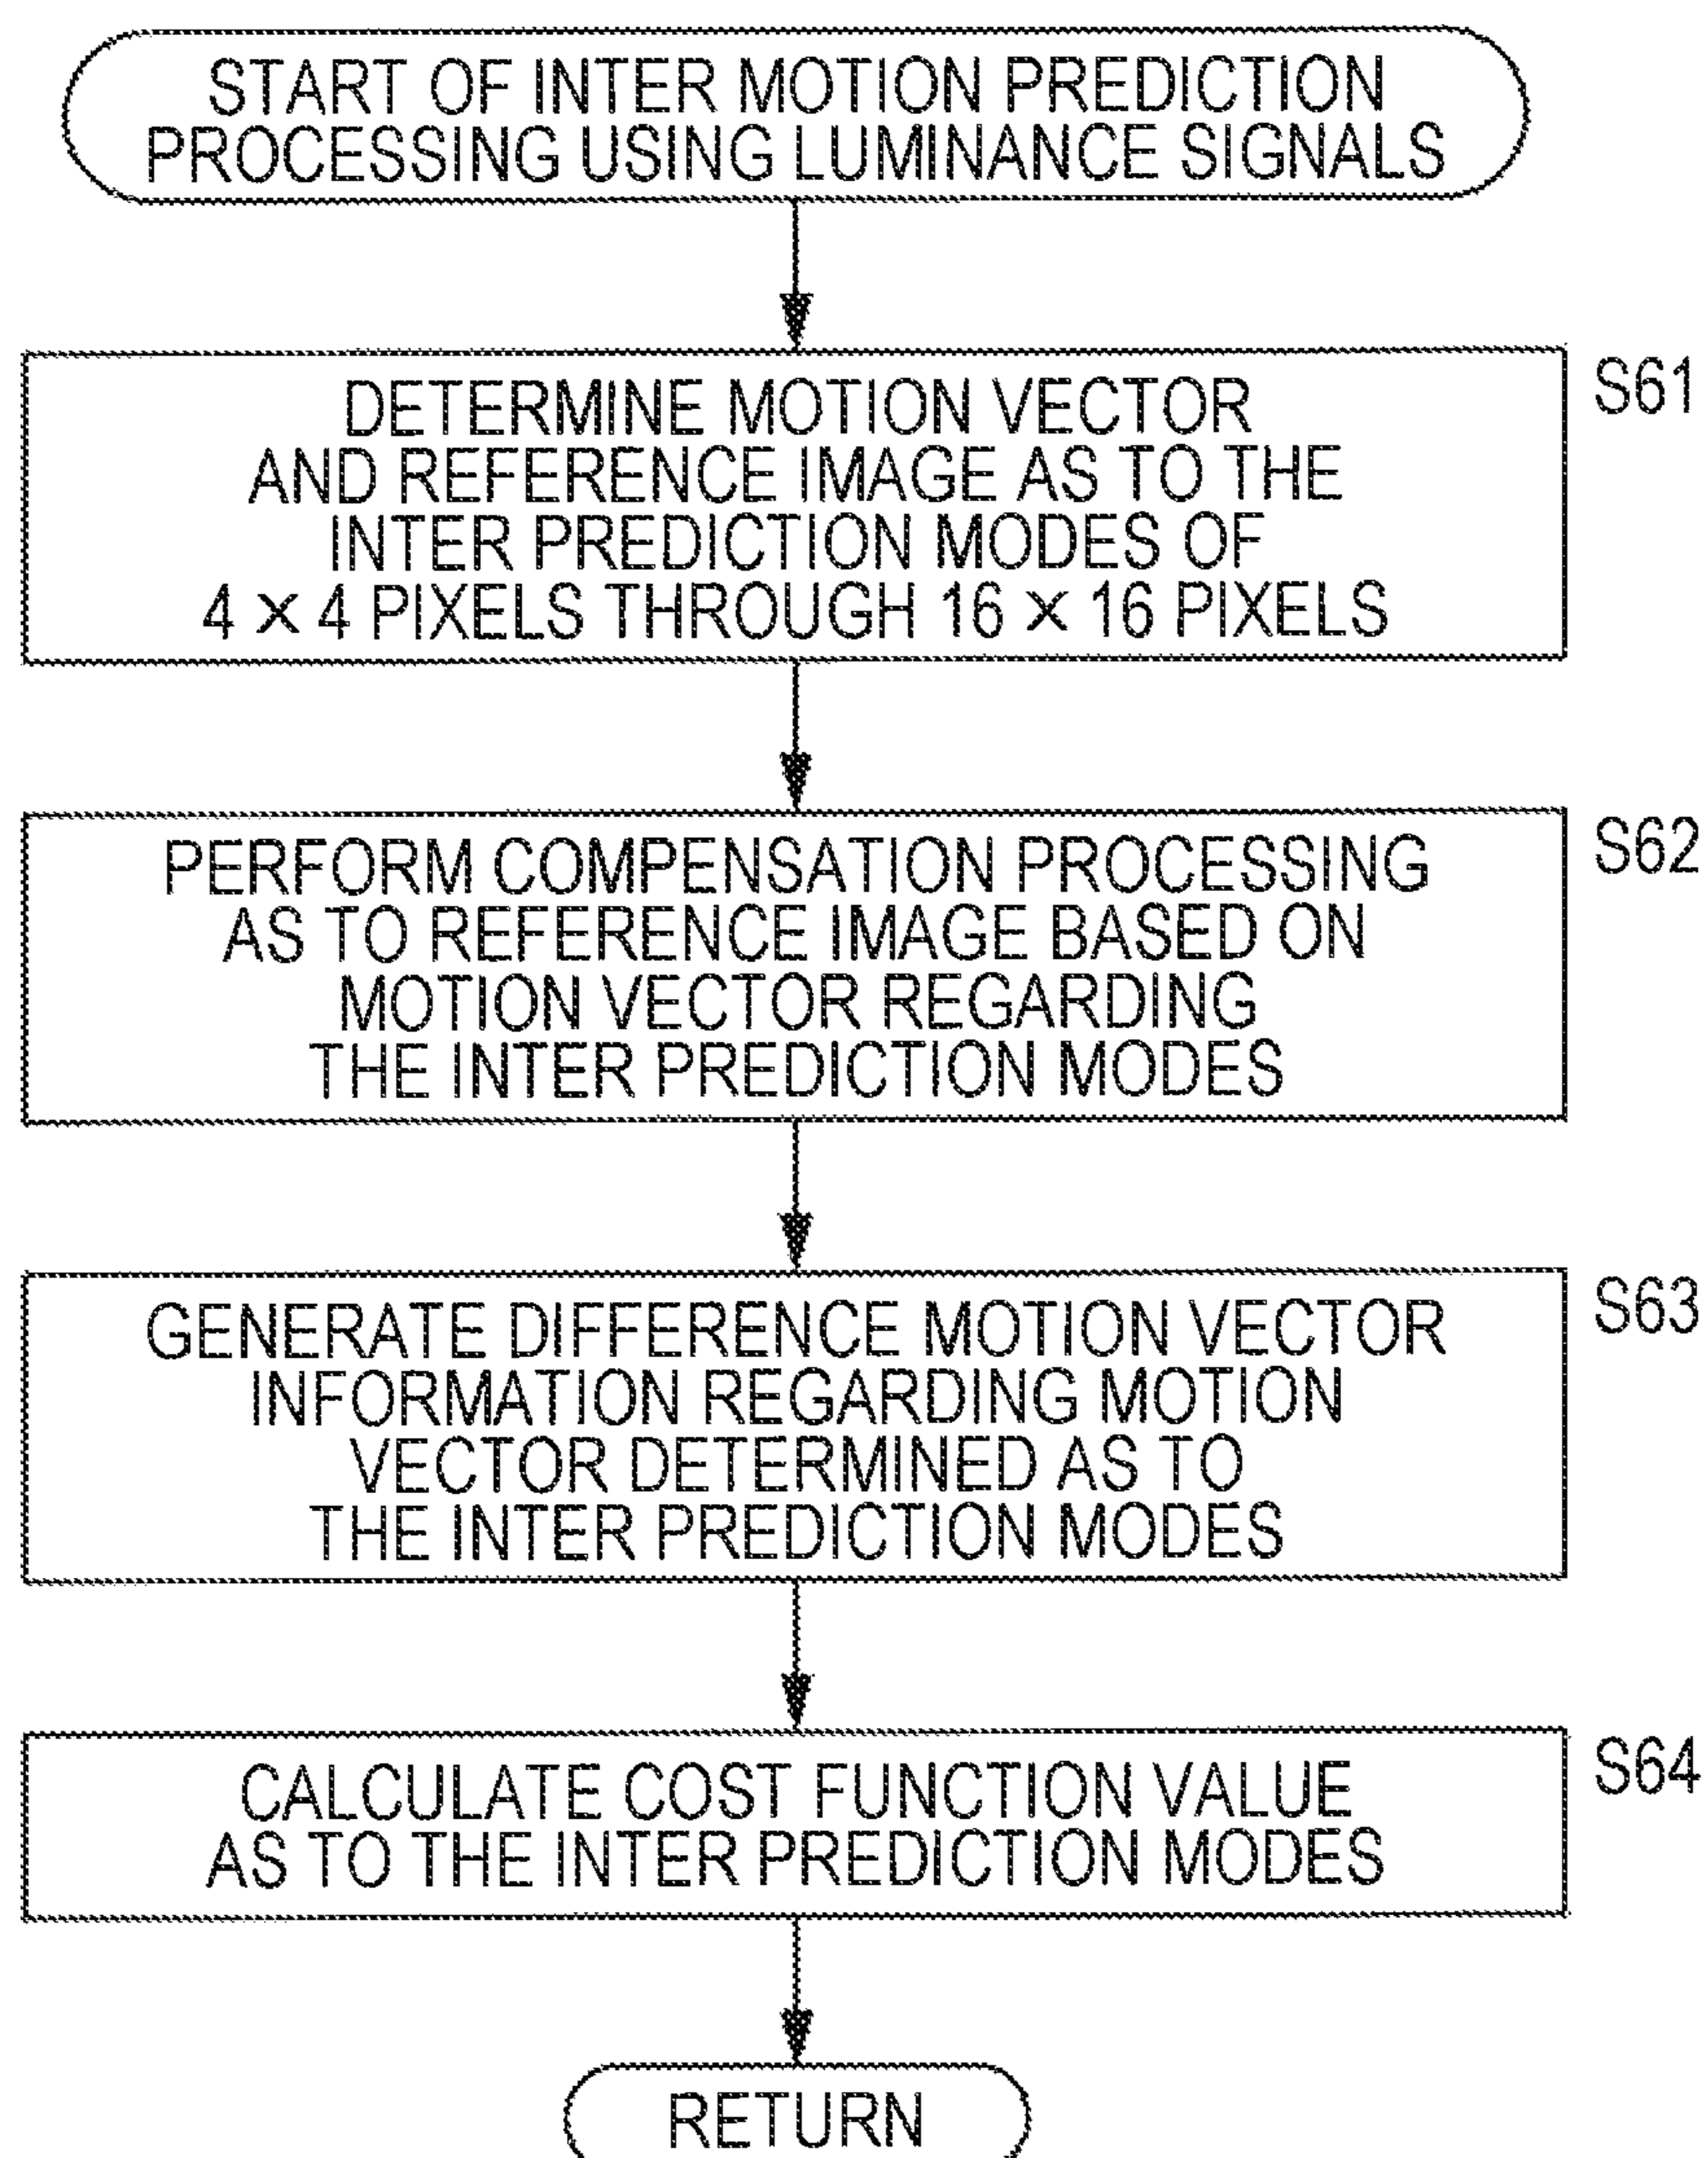 START OF INTER MOTION PREDICTION
PROCESSING USING LUMINANCE SIGNALS
DETERMINE MOTION VECTOR
AND REFERENCE IMAGE AS TO THE
INTER PREDICTION MODES OF
4 × 4 PIXELS THROUGH 16 × 16 PIXELS
S61
PERFORM COMPENSATION PROCESSING
AS TO REFERENCE IMAGE BASED ON
MOTION VECTOR REGARDING
THE INTER PREDICTION MODES
S62
GENERATE DIFFERENCE MOTION VECTOR
INFORMATION REGARDING MOTION
VECTOR DETERMINED AS TO
THE INTER PREDICTION MODES
S63
CALCULATE COST FUNCTION VALUE
AS TO THE INTER PREDICTION MODES
S64
RETURN